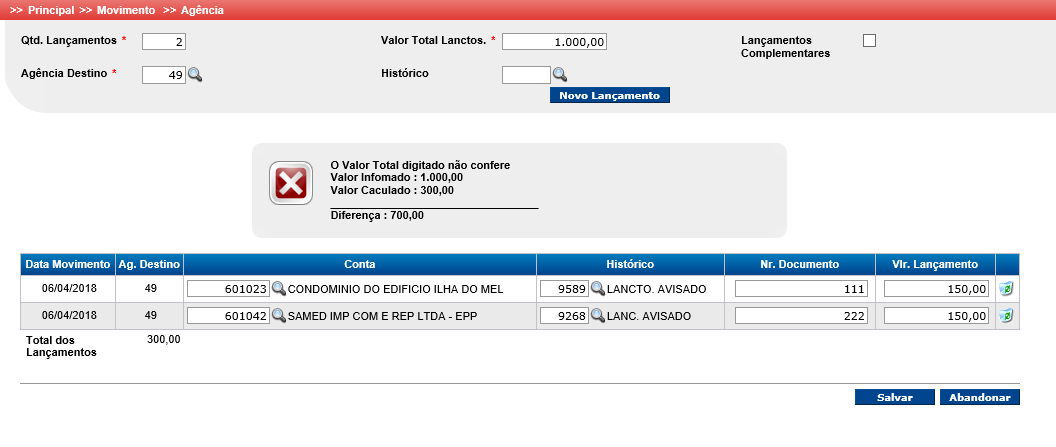 >> Principal >> Movimento >> Agência
Qtd. Lançamentos * 2 Valor Total Lanctos. * 1.000,00 Lançamentos Complementares
Agência Destino * 49 Histórico
Novo Lançamento
O Valor Total digitado não confere
Valor Infomado : 1.000,00
Valor Caculado : 300,00
Diferença : 700,00
Data Movimento Ag. Destino Conta Histórico Nr. Documento Vlr. Lançamento
06/04/2018 49 601023 CONDOMINIO DO EDIFICIO ILHA DO MEL 9589 LANCTO. AVISADO 111 150,00
06/04/2018 49 601042 SAMED IMP COM E REP LTDA - EPP 9268 LANC. AVISADO 222 150,00
Total dos Lançamentos 300,00
Salvar Abandonar